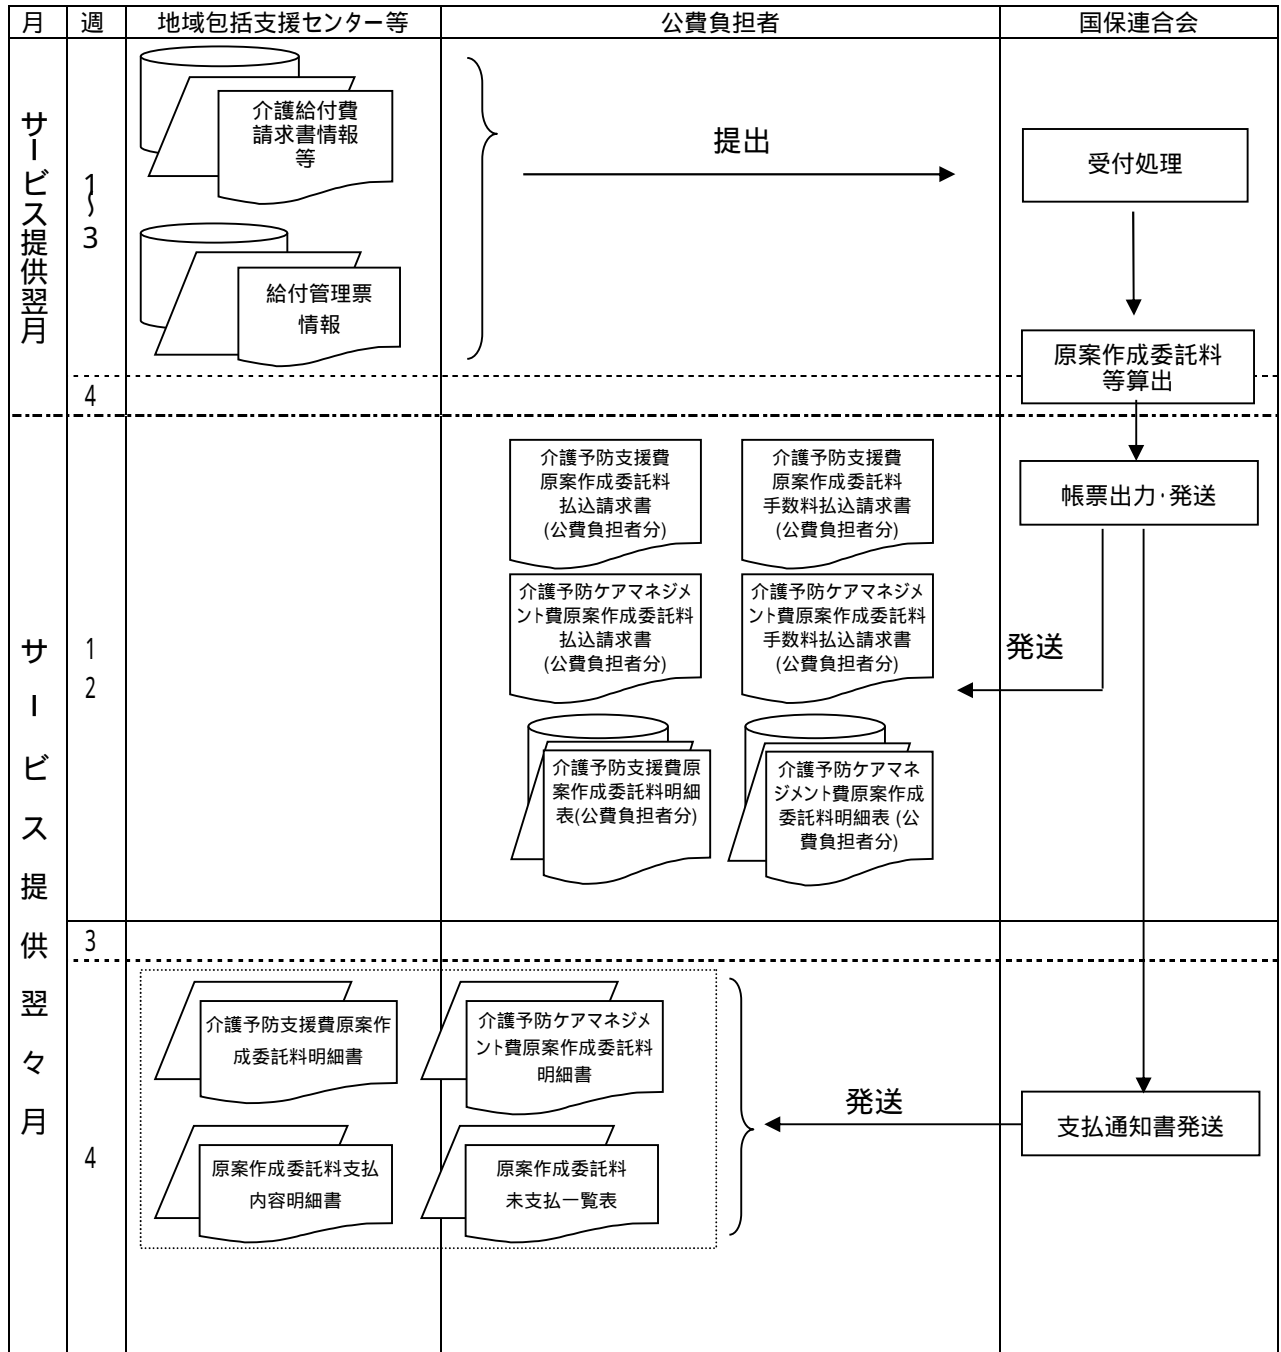 月
週
地域包括支援センター等
公費負担者
国保連合会
サービス提供翌月
1
〜
3
介護給付費
請求書情報
等
給付管理票
情報
提出
受付処理
原案作成委託料
等算出
4
サービス提供翌々月
1
2
介護予防支援費
原案作成委託料
払込請求書
(公費負担者分)
介護予防支援費
原案作成委託料
手数料払込請求書
(公費負担者分)
帳票出力・発送
介護予防ケアマネジメ
ント費原案作成委託料
払込請求書
(公費負担者分)
介護予防ケアマネジメ
ント費原案作成委託料
手数料払込請求書
(公費負担者分)
発送
介護予防支援費原
案作成委託料明細
表(公費負担者分)
介護予防ケアマネ
ジメント費原案作成
委託料明細表 (公
費負担者分)
3
4
介護予防支援費原案作
成委託料明細書
介護予防ケアマネジメ
ント費原案作成委託料
明細書
発送
支払通知書発送
原案作成委託料支払
内容明細書
原案作成委託料
未支払一覧表